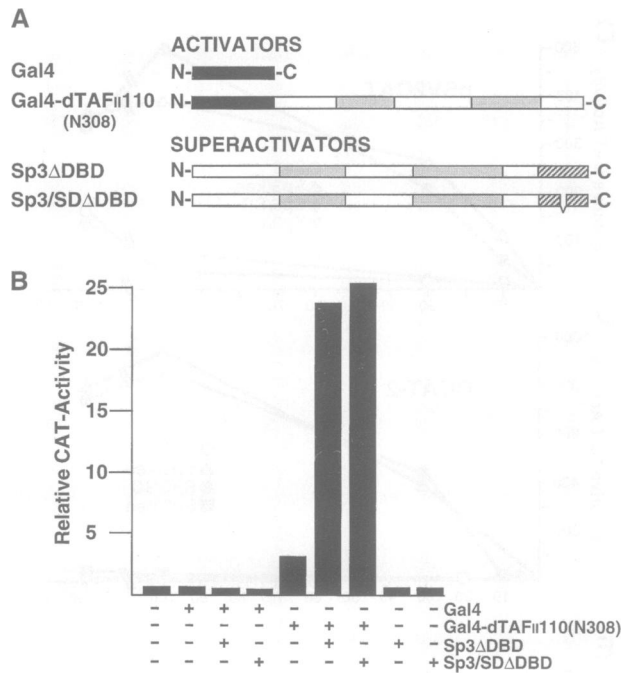 A
ACTIVATORS
Gal4 N- -C
Gal4-dTAFII110 N- -C
(N308)
SUPERACTIVATORS
Sp3ΔDBD N- -C
Sp3/SDΔDBD N- -C
B
Relative CAT-Activity
25
20
15
10
5
- + + + - - - - - Gal4
- - - - + + + - - Gal4-dTAFII110(N308)
- - + - - + - + - Sp3ΔDBD
- - - + - - + - + Sp3/SDΔDBD